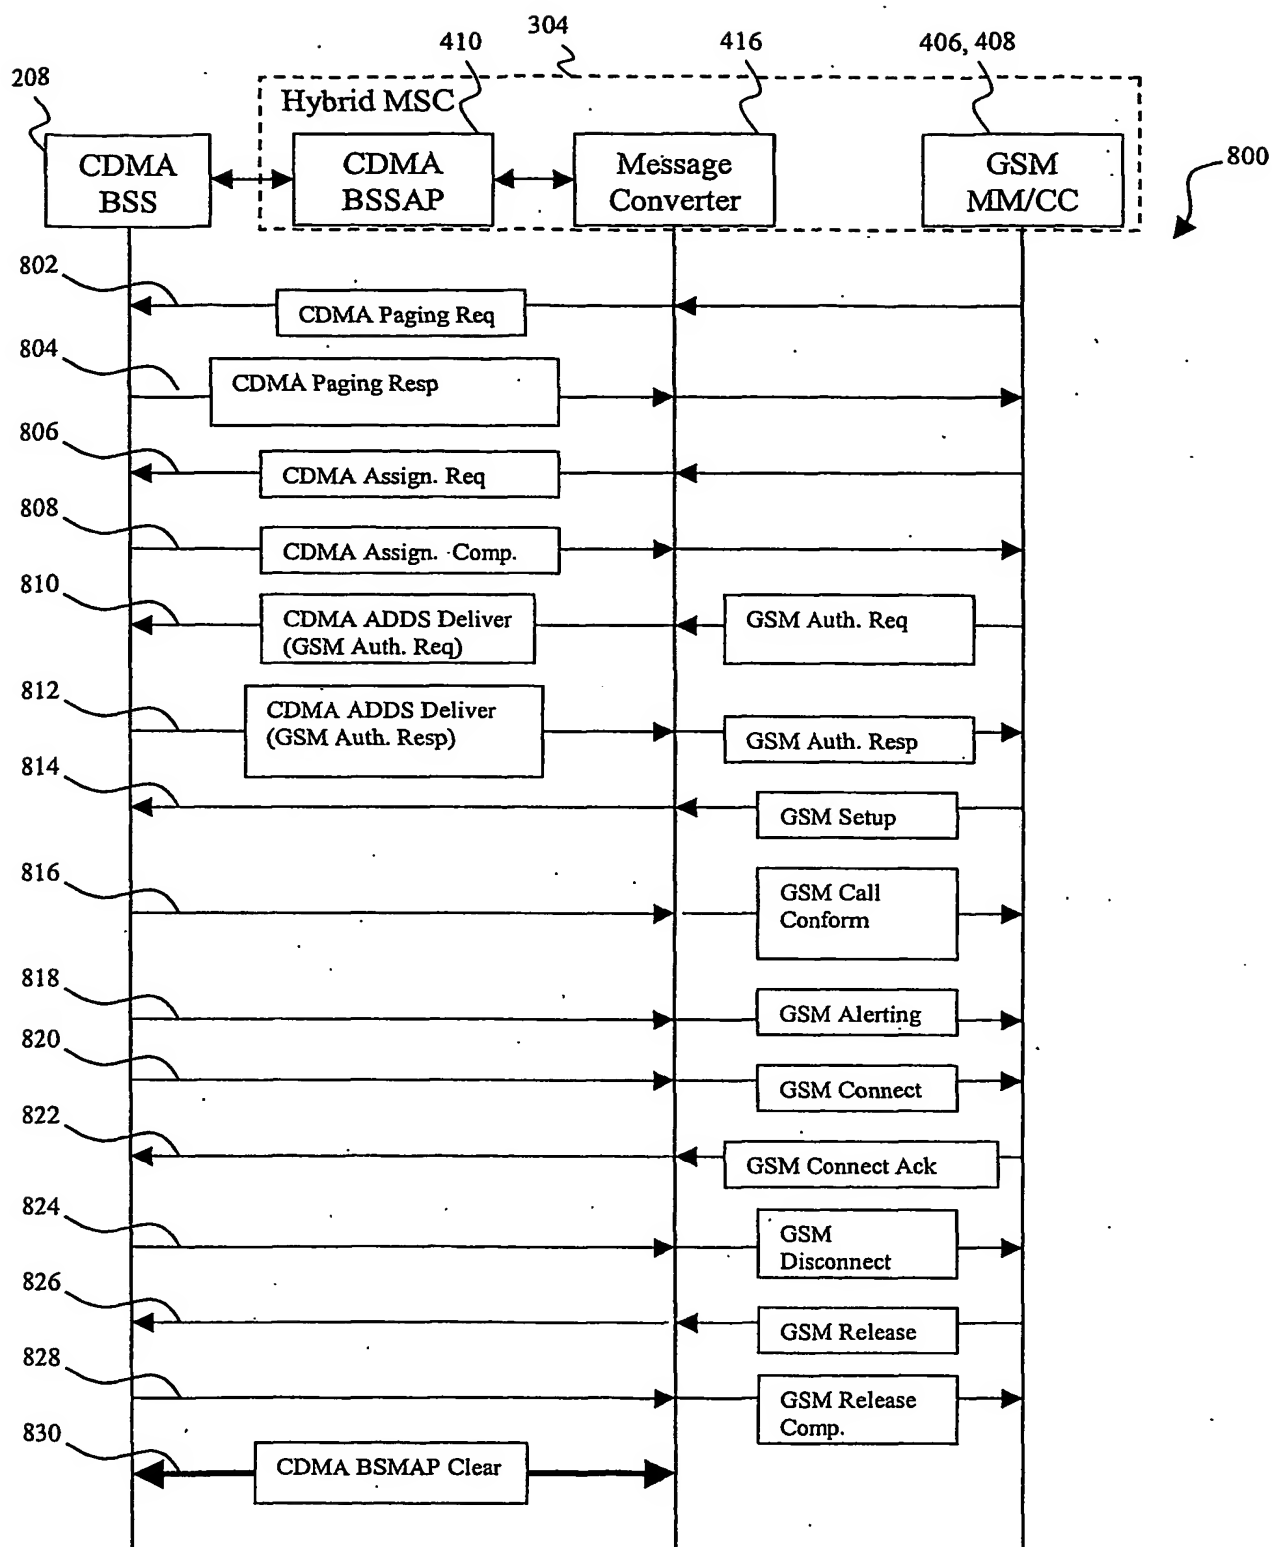 304
410
416
406, 408
208
Hybrid MSC
CDMA
BSS
CDMA
BSSAP
Message
Converter
GSM
MM/CC
800
802
CDMA Paging Req
804
CDMA Paging Resp
806
CDMA Assign. Req
808
CDMA Assign. Comp.
810
CDMA ADDS Deliver
(GSM Auth. Req)
GSM Auth. Req
812
CDMA ADDS Deliver
(GSM Auth. Resp)
GSM Auth. Resp
814
GSM Setup
816
GSM Call
Conform
818
GSM Alerting
820
GSM Connect
822
GSM Connect Ack
824
GSM
Disconnect
826
GSM Release
828
GSM Release
Comp.
830
CDMA BSMAP Clear